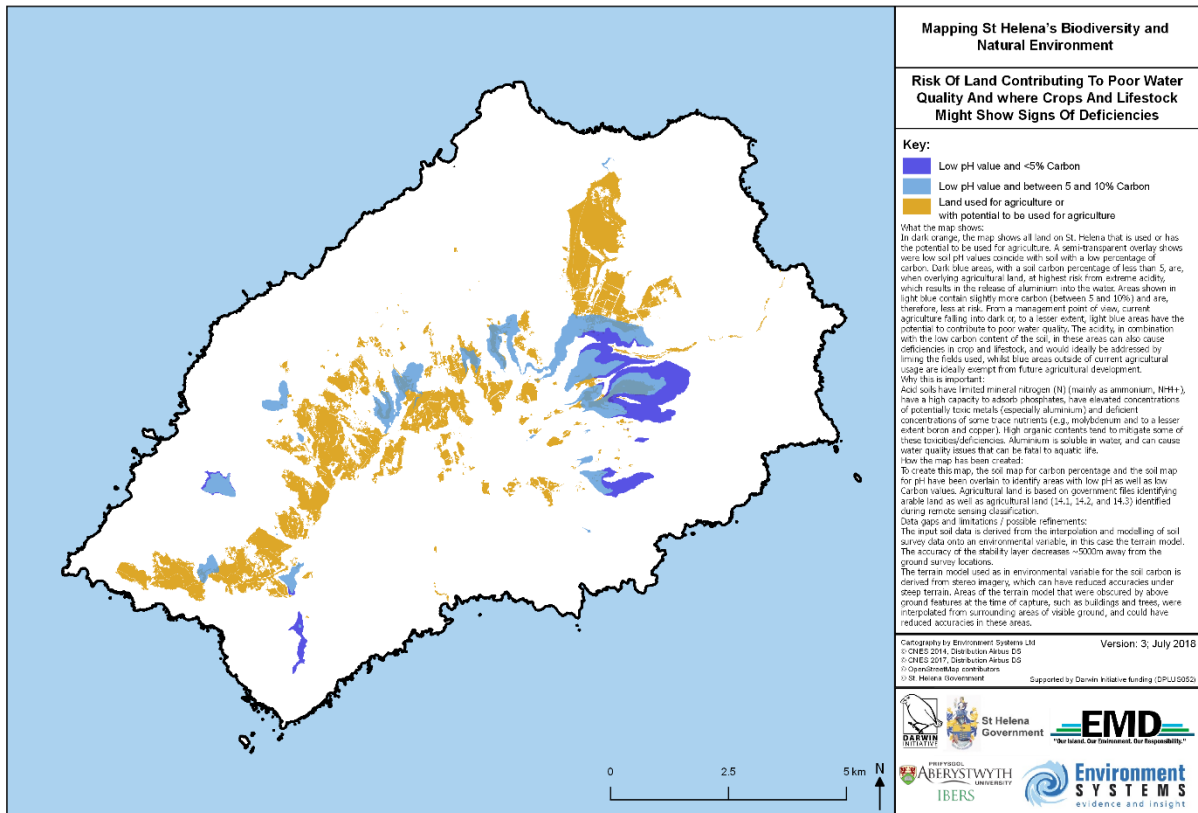 Mapping St Helena's Biodiversity and
Natural Environment
Risk Of Land Contributing To Poor Water
Quality And where Crops And Lifestock
Might Show Signs Of Deficiencies
Key:
Low pH value and <5% Carbon
Low pH value and between 5 and 10% Carbon
Land used for agriculture or
with potential to be used for agriculture
What the map shows:
In dark orange, the map shows all land on St. Helena that is used or has
the potential to be used for agriculture. A semi-transparent overlay shows
were low soil pH values coincide with soil with a low percentage of
carbon. Dark blue areas, with a soil carbon percentage of less than 5, are,
when overlying agricultural land, at highest risk from extreme acidity,
which results in the release of aluminium into the water. Areas shown in
light blue contain slightly more carbon (between 5 and 10%) and are,
therefore, less at risk. From a management point of view, current
agriculture falling into dark or, to a lesser extent, light blue areas have the
potential to contribute to poor water quality. The acidity, in combination
with the low carbon content of the soil, in these areas can also cause
deficiencies in crop and livestock, and would ideally be addressed by
liming the fields used, whilst blue areas outside of current agricultural
usage are ideally exempt from future agricultural development.
Why this is important:
Acid soils have limited mineral nitrogen (N) (mainly as ammonium, NH4+),
have a high capacity to adsorb phosphates, have elevated concentrations
of potentially toxic metals (especially aluminium) and deficient
concentrations of some trace nutrients (e.g., molybdenum and to a lesser
extent boron and copper). High organic contents tend to mitigate some of
these toxicities/deficiencies. Aluminium is soluble in water, and can cause
water quality issues that can be fatal to aquatic life.
How the map has been created:
To create this map, the soil map for carbon percentage and the soil map
for pH have been overlain to identify areas with low pH as well as low
Carbon values. Agricultural land is based on government files identifying
arable land as well as agricultural land (14.1, 14.2, and 14.3) identified
during remote sensing classification.
Data gaps and limitations / possible refinements:
The input soil data is derived from the interpolation and modelling of soil
survey data onto an environmental variable, in this case the terrain model.
The accuracy of the stability layer decreases ~5000m away from the
ground survey locations.
The terrain model used as in environmental variable for the soil carbon is
derived from stereo imagery, which can have reduced accuracies under
steep terrain. Areas of the terrain model that were obscured by above
ground features at the time of capture, such as buildings and trees, were
interpolated from surrounding areas of visible ground, and could have
reduced accuracies in these areas.
Cartography by Environment Systems Ltd
© CNES 2014, Distribution Airbus DS
© CNES 2017, Distribution Airbus DS
© OpenStreetMap contributors
© St. Helena Government
Version: 3; July 2018
Supported by Darwin Initiative funding (DPLUS052)
DARWIN
INITIATIVE
St Helena
Government
EMD
"Our Island. Our Environment. Our Responsibility."
PRIFYSGOL
ABERYSTWYTH
UNIVERSITY
IBERS
Environment
SYSTEMS
evidence and insight
0 2.5 5 km
N